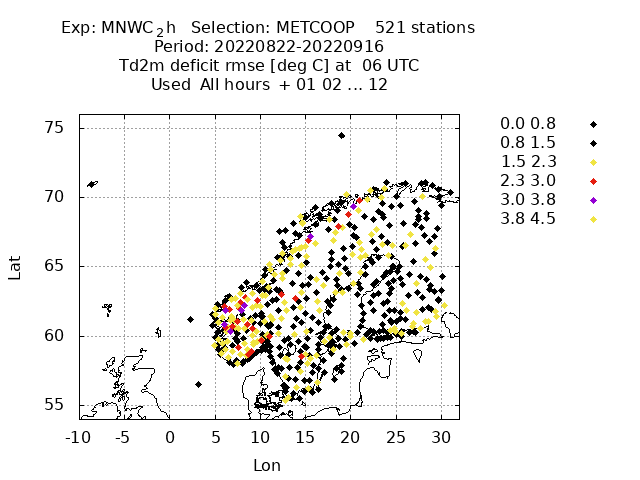 Exp: MNWC2h Selection: METCOOP 521 stations
Period: 20220822-20220916
Td2m deficit rmse [deg C] at 06 UTC
Used All hours + 01 02 ... 12
0.0 0.8
0.8 1.5
1.5 2.3
2.3 3.0
3.0 3.8
3.8 4.5
75
70
65
60
55
Lat
-10 -5 0 5 10 15 20 25 30
Lon